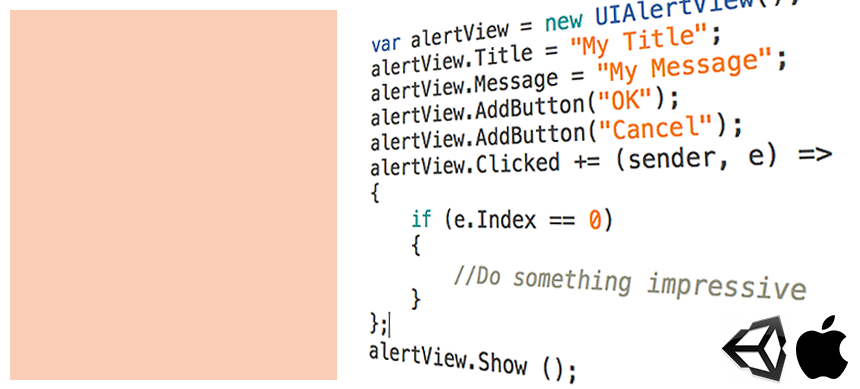 var alertView = new UIAlertView();
alertView.Title = "My Title";
alertView.Message = "My Message";
alertView.AddButton("OK");
alertView.AddButton("Cancel");
alertView.Clicked += (sender, e) =>
{
if (e.Index == 0)
{
//Do something impressive
}
};
alertView.Show ();